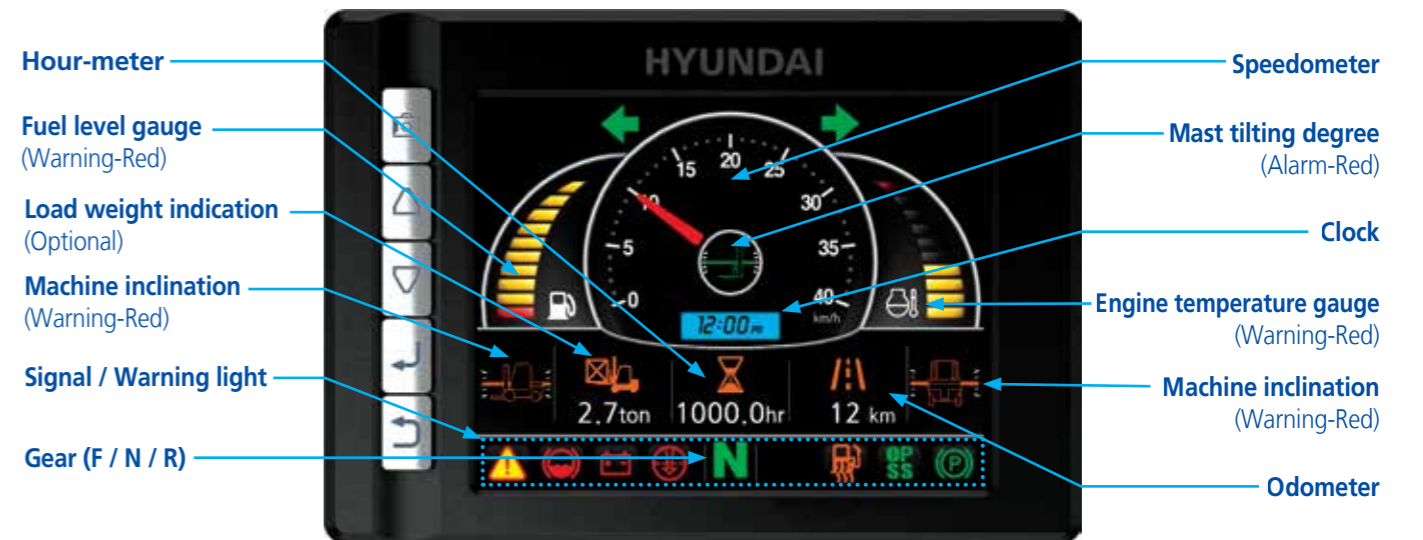 HYUNDAI
Hour-meter
Fuel level gauge
(Warning-Red)
Load weight indication
(Optional)
Machine inclination
(Warning-Red)
Signal / Warning light
Gear (F / N / R)
Speedometer
Mast tilting degree
(Alarm-Red)
Clock
Engine temperature gauge
(Warning-Red)
Machine inclination
(Warning-Red)
Odometer
0
5
10
15
20
25
30
35
40
km/h
12:00 PM
2.7ton
1000.0hr
12 km
N
OP
SS
P